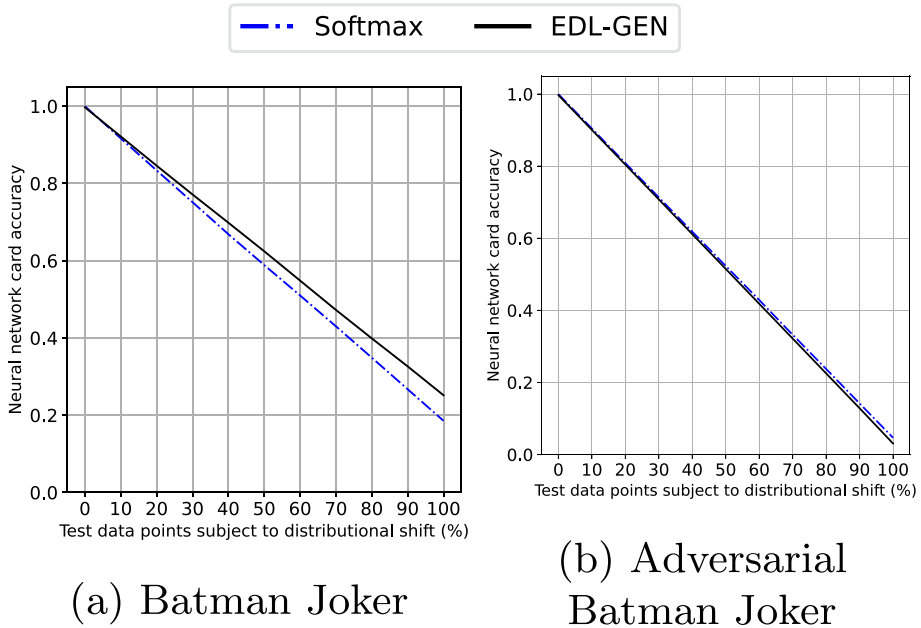 Softmax EDL-GEN
Neural network card accuracy
1.0
0.8
0.6
0.4
0.2
0.0
0 10 20 30 40 50 60 70 80 90 100
Test data points subject to distributional shift (%)
(a) Batman Joker
Neural network card accuracy
1.0
0.8
0.6
0.4
0.2
0.0
0 10 20 30 40 50 60 70 80 90 100
Test data points subject to distributional shift (%)
(b) Adversarial
Batman Joker